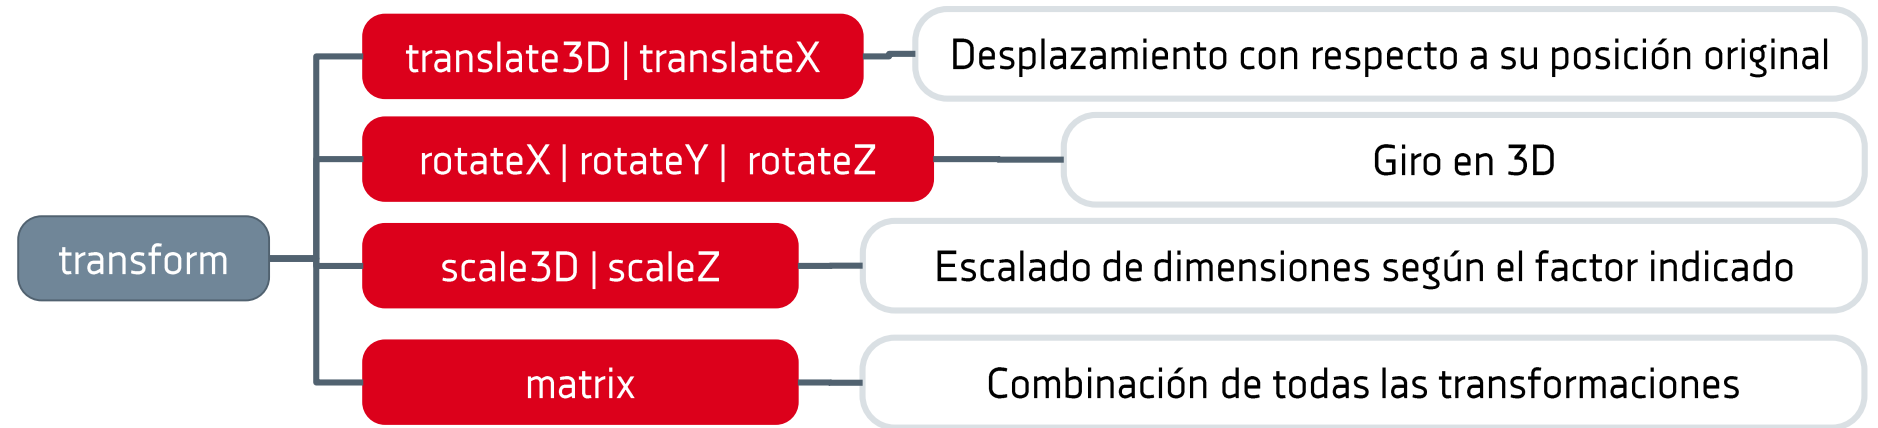 translate3D | translateX
Desplazamiento con respecto a su posición original
rotateX | rotateY | rotateZ
Giro en 3D
transform
scale3D | scaleZ
Escalado de dimensiones según el factor indicado
matrix
Combinación de todas las transformaciones